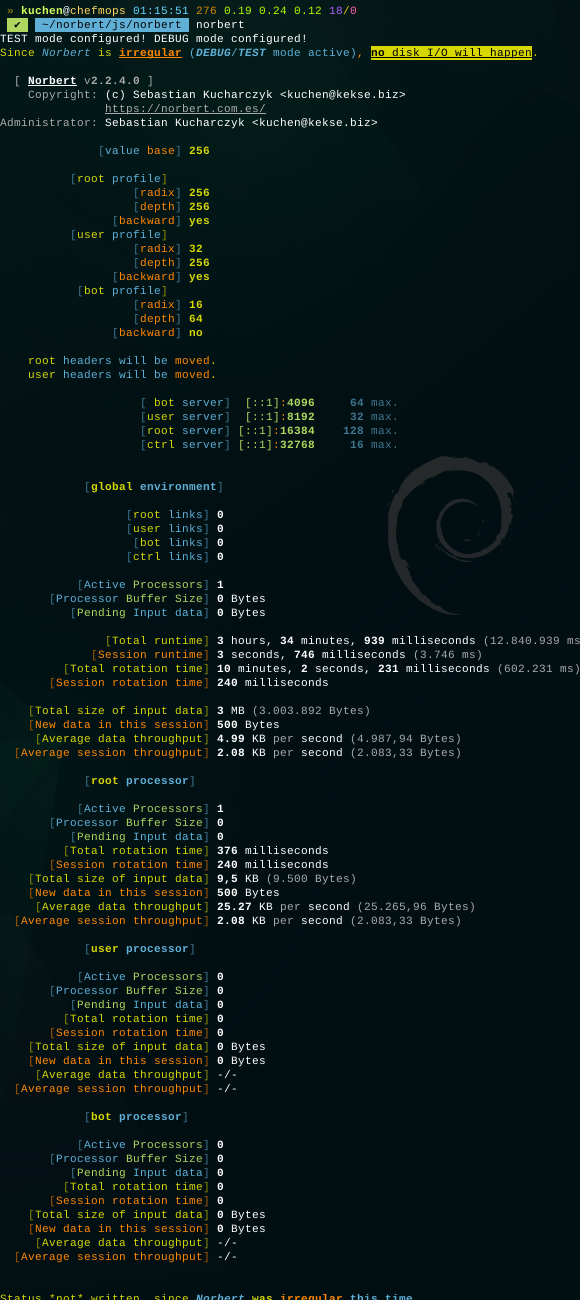 » kuchen@chefmops 01:15:51 276 0.19 0.24 0.12 18/0
✔ ~/norbert/js/norbert norbert
TEST mode configured! DEBUG mode configured!
Since Norbert is irregular (DEBUG/TEST mode active), no disk I/O will happen.
[ Norbert v2.2.4.0 ]
Copyright: (c) Sebastian Kucharczyk <kuchen@kekse.biz>
https://norbert.com.es/
Administrator: Sebastian Kucharczyk <kuchen@kekse.biz>
[value base] 256
[root profile]
[radix] 256
[depth] 256
[backward] yes
[user profile]
[radix] 32
[depth] 256
[backward] yes
[bot profile]
[radix] 16
[depth] 64
[backward] no
root headers will be moved.
user headers will be moved.
[ bot server] [::1]:4096 64 max.
[user server] [::1]:8192 32 max.
[root server] [::1]:16384 128 max.
[ctrl server] [::1]:32768 16 max.
[global environment]
[root links] 0
[user links] 0
[bot links] 0
[ctrl links] 0
[Active Processors] 1
[Processor Buffer Size] 0 Bytes
[Pending Input data] 0 Bytes
[Total runtime] 3 hours, 34 minutes, 939 milliseconds (12.840.939 ms
[Session runtime] 3 seconds, 746 milliseconds (3.746 ms)
[Total rotation time] 10 minutes, 2 seconds, 231 milliseconds (602.231 ms)
[Session rotation time] 240 milliseconds
[Total size of input data] 3 MB (3.003.892 Bytes)
[New data in this session] 500 Bytes
[Average data throughput] 4.99 KB per second (4.987,94 Bytes)
[Average session throughput] 2.08 KB per second (2.083,33 Bytes)
[root processor]
[Active Processors] 1
[Processor Buffer Size] 0
[Pending Input data] 0
[Total rotation time] 376 milliseconds
[Session rotation time] 240 milliseconds
[Total size of input data] 9,5 KB (9.500 Bytes)
[New data in this session] 500 Bytes
[Average data throughput] 25.27 KB per second (25.265,96 Bytes)
[Average session throughput] 2.08 KB per second (2.083,33 Bytes)
[user processor]
[Active Processors] 0
[Processor Buffer Size] 0
[Pending Input data] 0
[Total rotation time] 0
[Session rotation time] 0
[Total size of input data] 0 Bytes
[New data in this session] 0 Bytes
[Average data throughput] -/-
[Average session throughput] -/-
[bot processor]
[Active Processors] 0
[Processor Buffer Size] 0
[Pending Input data] 0
[Total rotation time] 0
[Session rotation time] 0
[Total size of input data] 0 Bytes
[New data in this session] 0 Bytes
[Average data throughput] -/-
[Average session throughput] -/-
Status *not* written, since Norbert was irregular this time